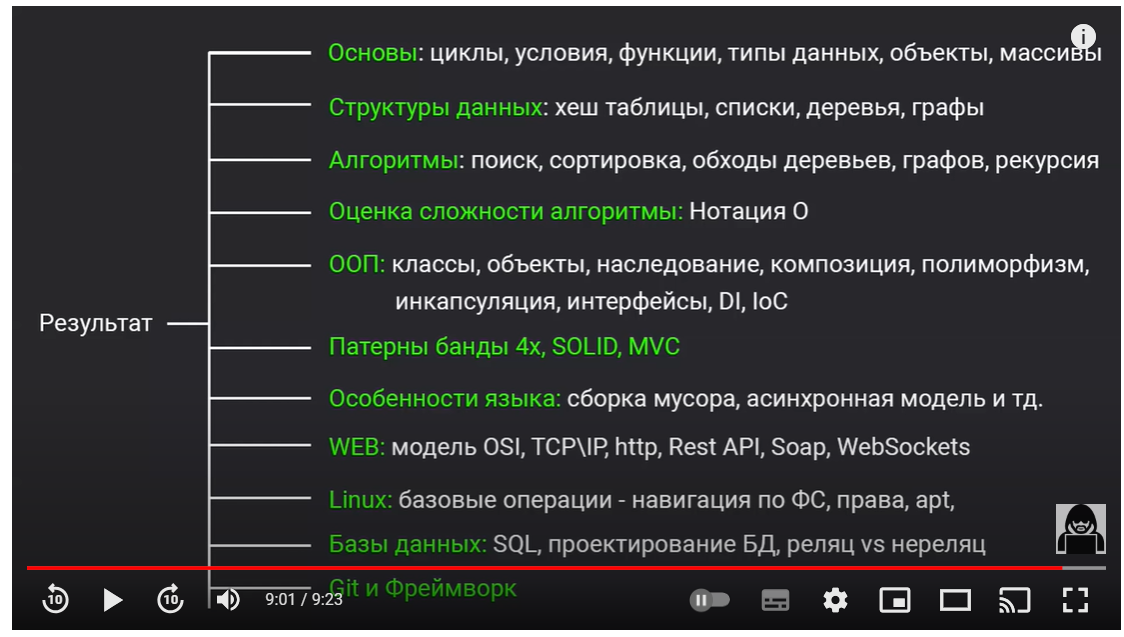 Основы: циклы, условия, функции, типы данных, объекты, массивы
Структуры данных: хеш таблицы, списки, деревья, графы
Алгоритмы: поиск, сортировка, обходы деревьев, графов, рекурсия
Оценка сложности алгоритмы: Нотация О
ООП: классы, объекты, наследование, композиция, полиморфизм,
инкапсуляция, интерфейсы, DI, IoC
Результат
Патерны банды 4х, SOLID, MVC
Особенности языка: сборка мусора, асинхронная модель и тд.
WEB: модель OSI, TCP\IP, http, Rest API, Soap, WebSockets
Linux: базовые операции - навигация по ФС, права, apt,
Базы данных: SQL, проектирование БД, реляц vs нереляц
Git и Фреймворк
10 10 9:01 / 9:23